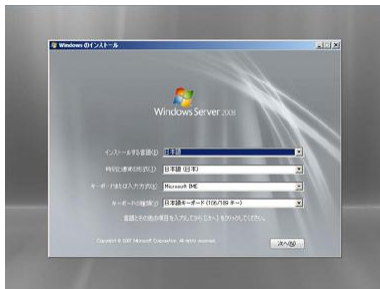 Windows のインストール
Windows Server 2008
インストールする言語(I) 日本語
時刻と通貨の形式(T) 日本語 (日本)
キーボードまたは入力方式(K) Microsoft IME
キーボードの種類(Y) 日本語キーボード (106/109 キー)
言語とその他の項目を入力してから [次へ] をクリックしてください。
Copyright © 2007 Microsoft Corporation. All rights reserved.
次へ(N)